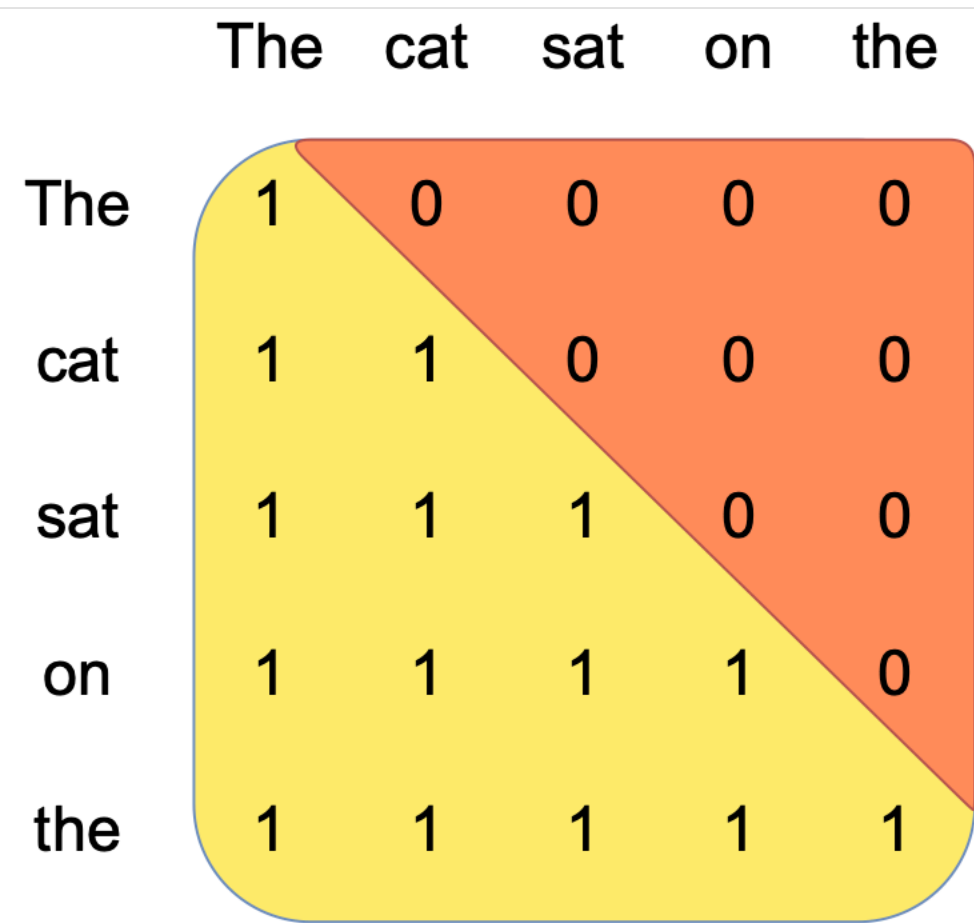 The cat sat on the
The 1 0 0 0 0
cat 1 1 0 0 0
sat 1 1 1 0 0
on 1 1 1 1 0
the 1 1 1 1 1